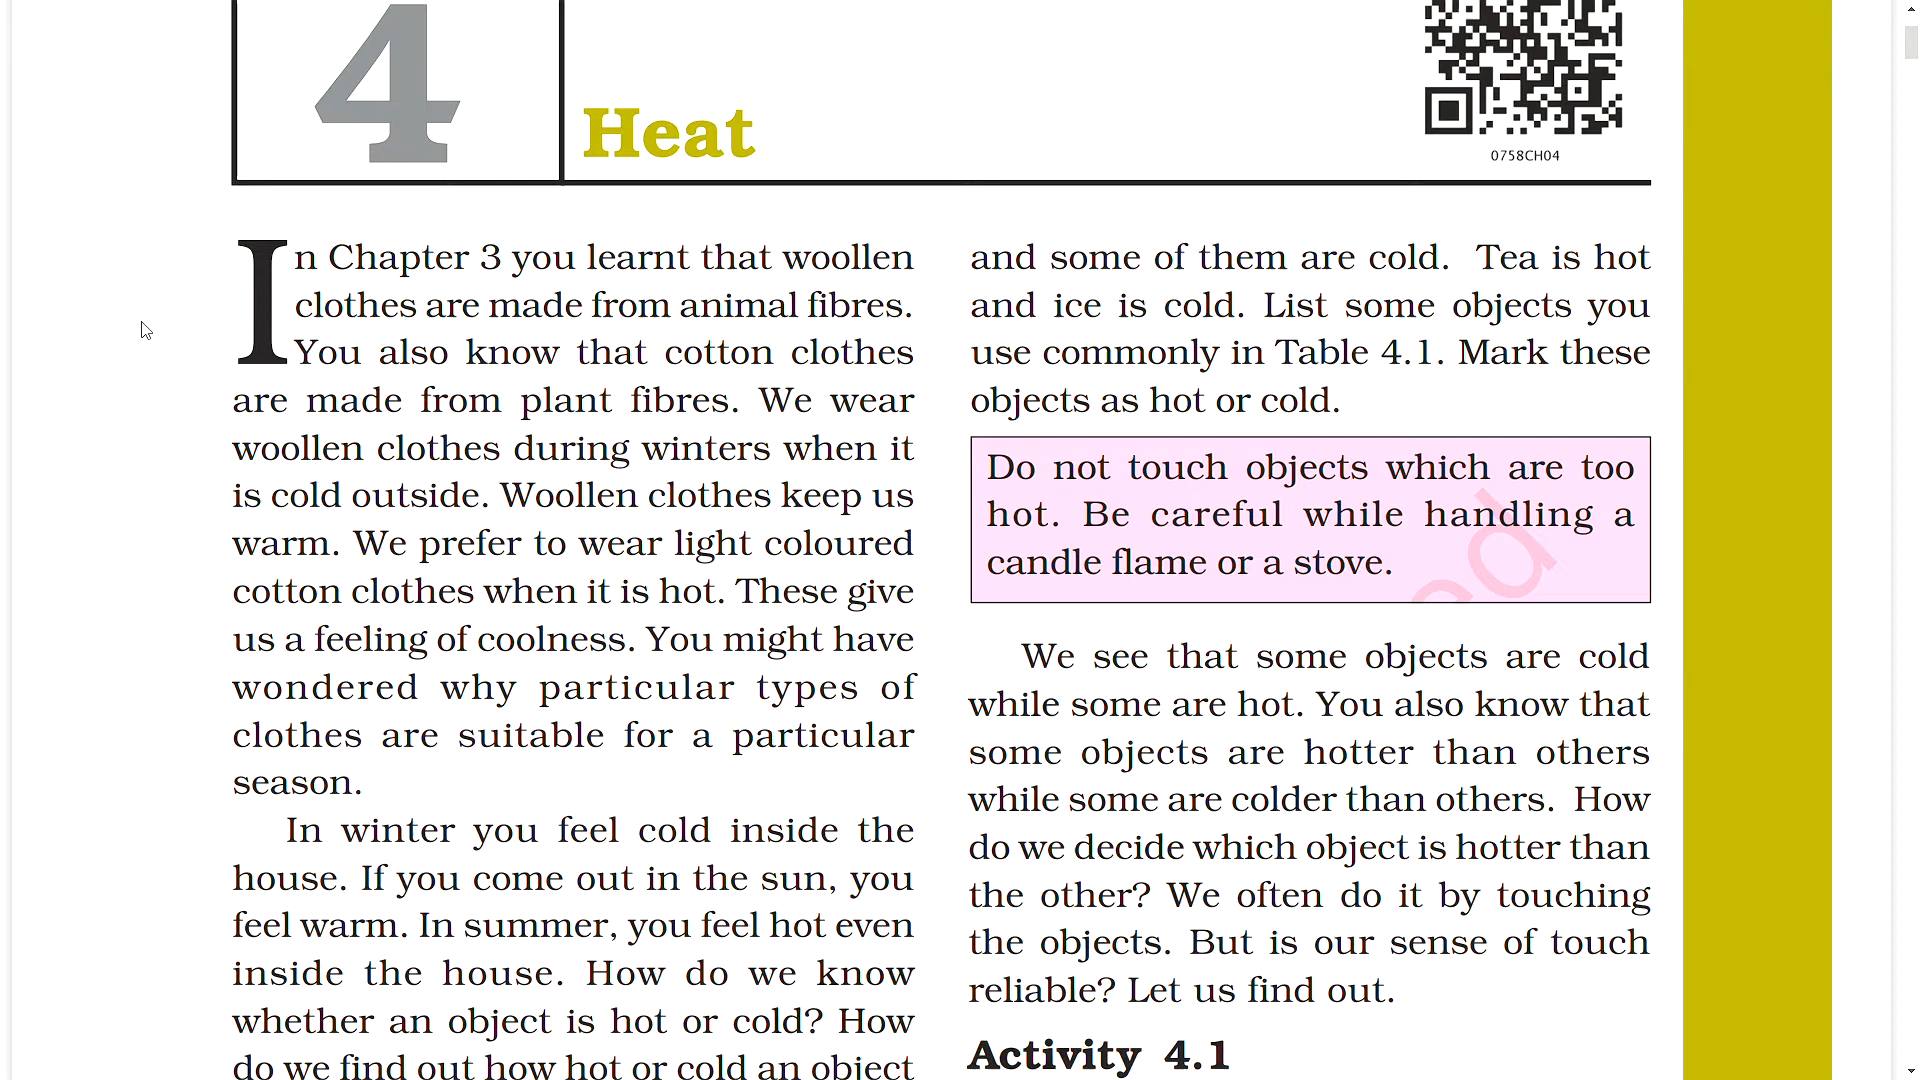 4
Heat
0758CH04
In Chapter 3 you learnt that woollen
clothes are made from animal fibres.
You also know that cotton clothes
are made from plant fibres. We wear
woollen clothes during winters when it
is cold outside. Woollen clothes keep us
warm. We prefer to wear light coloured
cotton clothes when it is hot. These give
us a feeling of coolness. You might have
wondered why particular types of
clothes are suitable for a particular
season.
In winter you feel cold inside the
house. If you come out in the sun, you
feel warm. In summer, you feel hot even
inside the house. How do we know
whether an object is hot or cold? How
do we find out how hot or cold an object
and some of them are cold. Tea is hot
and ice is cold. List some objects you
use commonly in Table 4.1. Mark these
objects as hot or cold.
Do not touch objects which are too
hot. Be careful while handling a
candle flame or a stove.
We see that some objects are cold
while some are hot. You also know that
some objects are hotter than others
while some are colder than others. How
do we decide which object is hotter than
the other? We often do it by touching
the objects. But is our sense of touch
reliable? Let us find out.
Activity 4.1